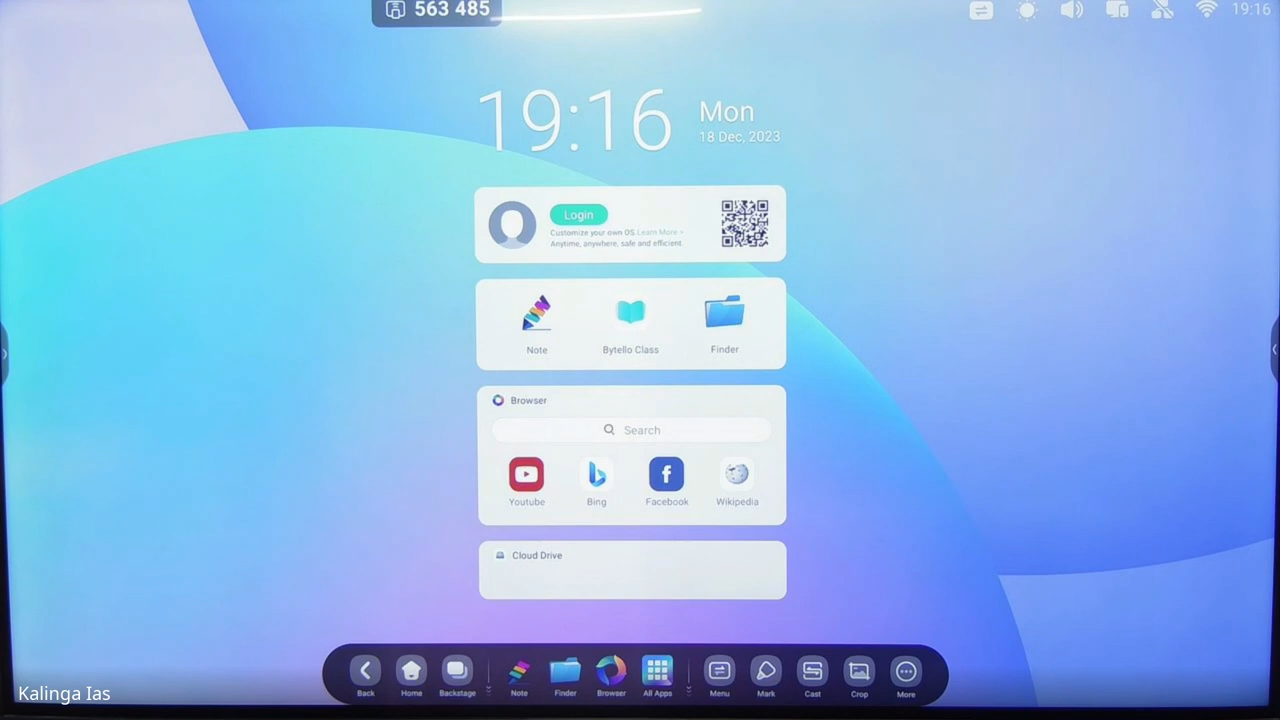 563 485
19:16
19:16
Mon
18 Dec, 2023
Login
Customize your own OS Learn More >
Anytime, anywhere, safe and efficient
Note
Bytello Class
Finder
Browser
Search
Youtube
Bing
Facebook
Wikipedia
Cloud Drive
Back
Home
Backstage
Note
Finder
Browser
All Apps
Menu
Mark
Cast
Crop
More
Kalinga Ias